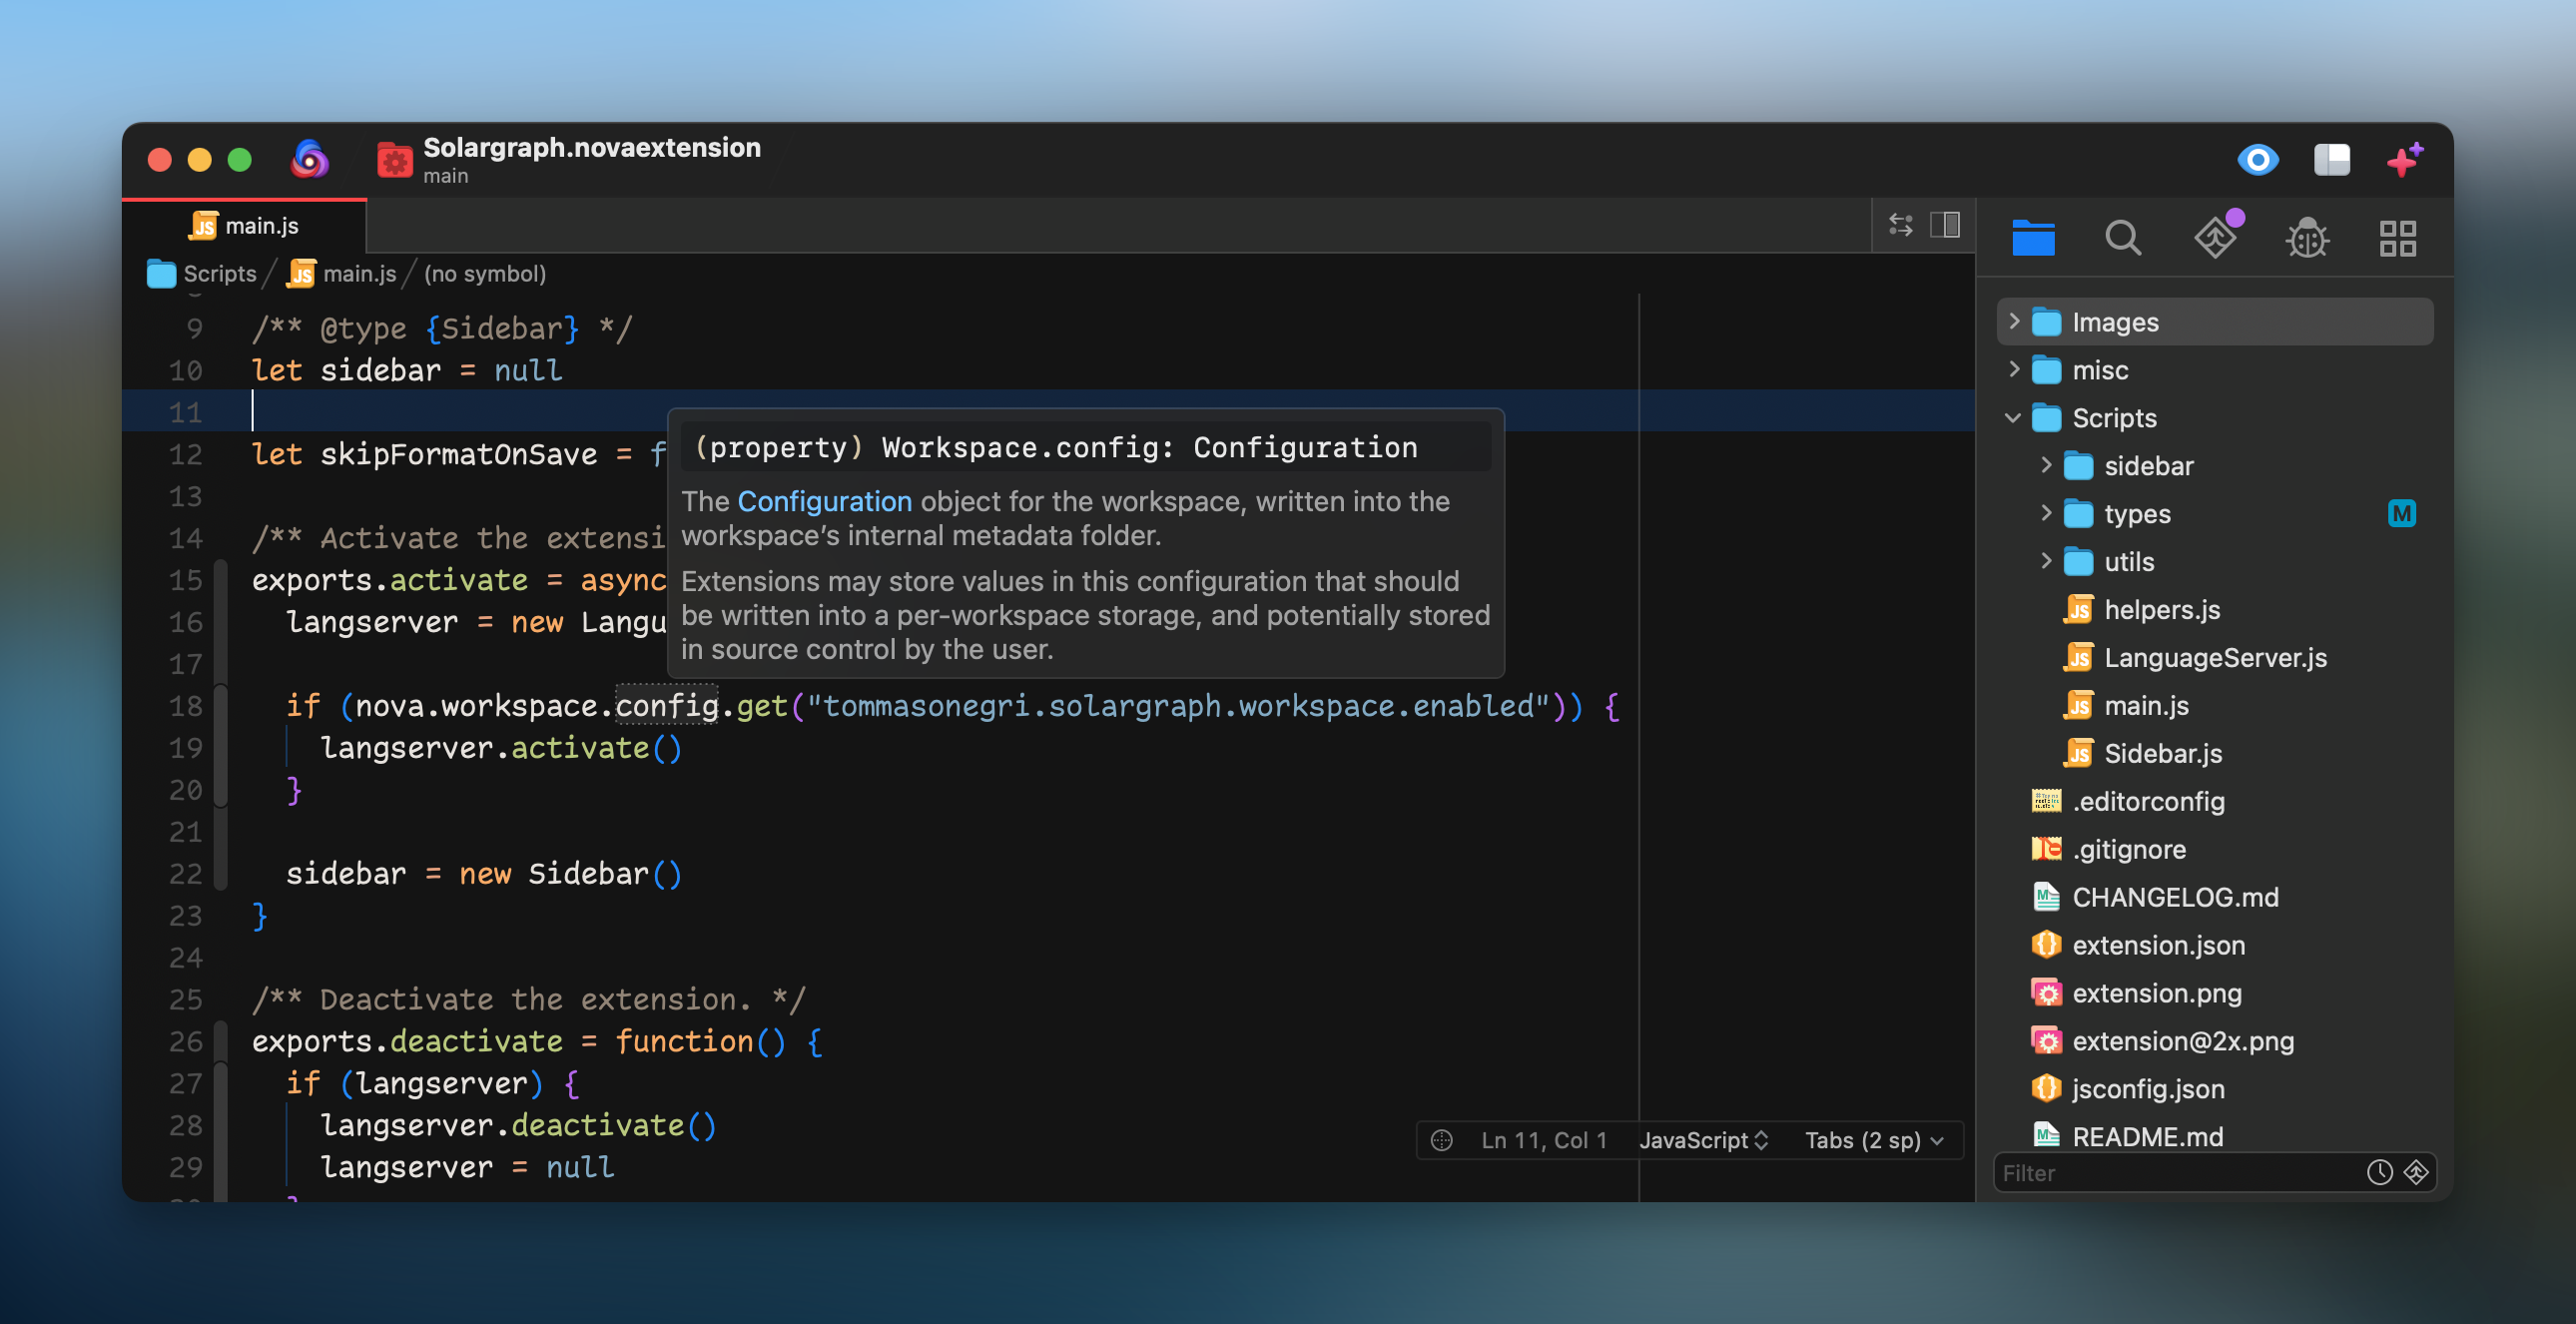 Solargraph.novaextension
main
main.js
Scripts
main.js
(no symbol)
9 /** @type {Sidebar} */
10 let sidebar = null
11
12 let skipFormatOnSave = f
13
14 /** Activate the extensi
15 exports.activate = async
16 langserver = new Langu
17
18 if (nova.workspace.config.get("tommasonegri.solargraph.workspace.enabled")) {
19 langserver.activate()
20 }
21
22 sidebar = new Sidebar()
23 }
24
25 /** Deactivate the extension. */
26 exports.deactivate = function() {
27 if (langserver) {
28 langserver.deactivate()
29 langserver = null
(property) Workspace.config: Configuration
The Configuration object for the workspace, written into the
workspace’s internal metadata folder.
Extensions may store values in this configuration that should
be written into a per-workspace storage, and potentially stored
in source control by the user.
Ln 11, Col 1
JavaScript
Tabs (2 sp)
Images
misc
Scripts
sidebar
types M
utils
helpers.js
LanguageServer.js
main.js
Sidebar.js
.editorconfig
.gitignore
CHANGELOG.md
extension.json
extension.png
extension@2x.png
jsconfig.json
README.md
Filter